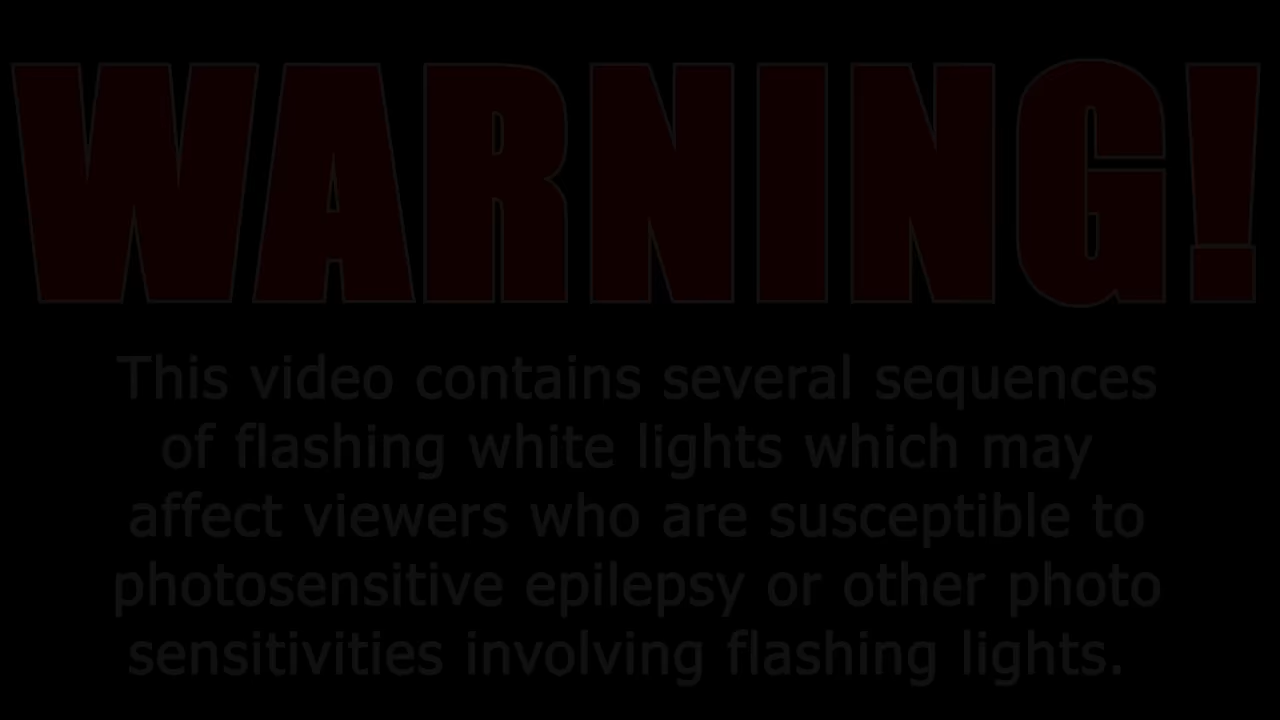 WARNING!
This video contains several sequences
of flashing white lights which may
affect viewers who are susceptible to
photosensitive epilepsy or other photo
sensitivities involving flashing lights.